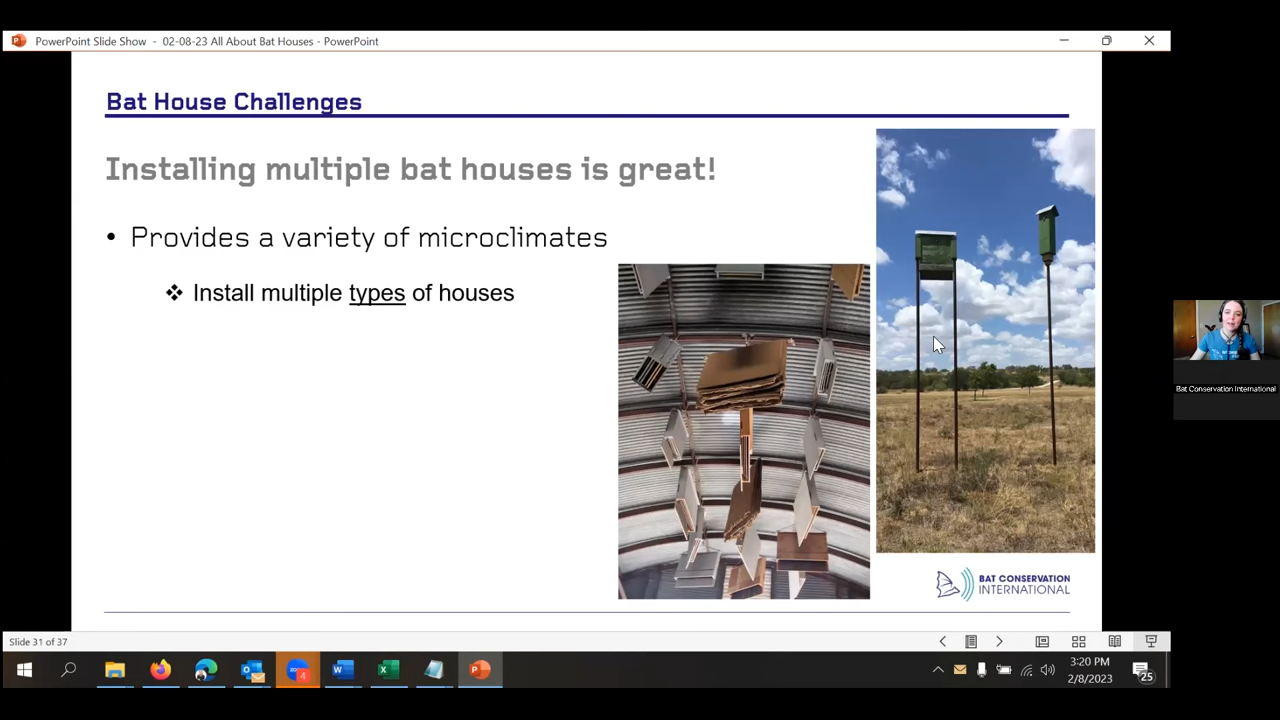 PowerPoint Slide Show - 02-08-23 All About Bat Houses - PowerPoint
Bat House Challenges
Installing multiple bat houses is great!
• Provides a variety of microclimates
❖ Install multiple types of houses
Bat Conservation International
BAT CONSERVATION
INTERNATIONAL
Slide 31 of 37
4
3:20 PM
2/8/2023
25